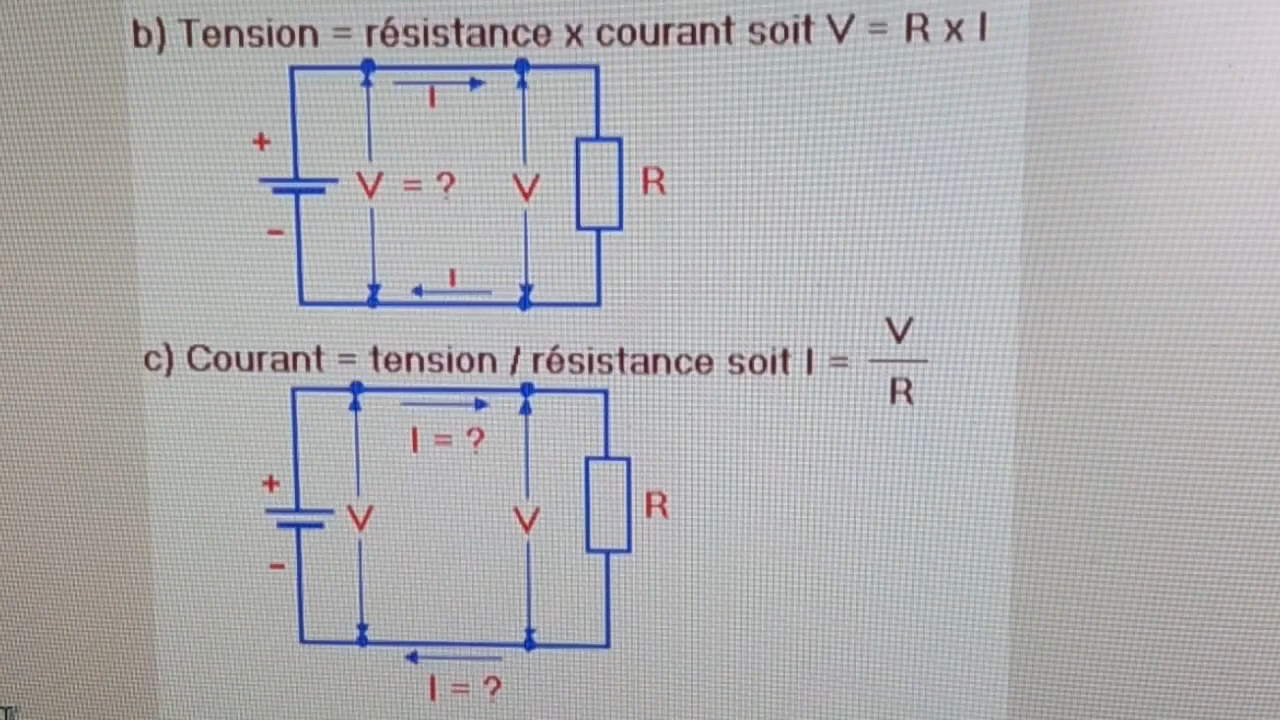 b) Tension = résistance x courant soit V = R x I
I
+
V = ? V R
-
I
c) Courant = tension / résistance soit I = V
R
I = ?
+
V V R
-
I = ?